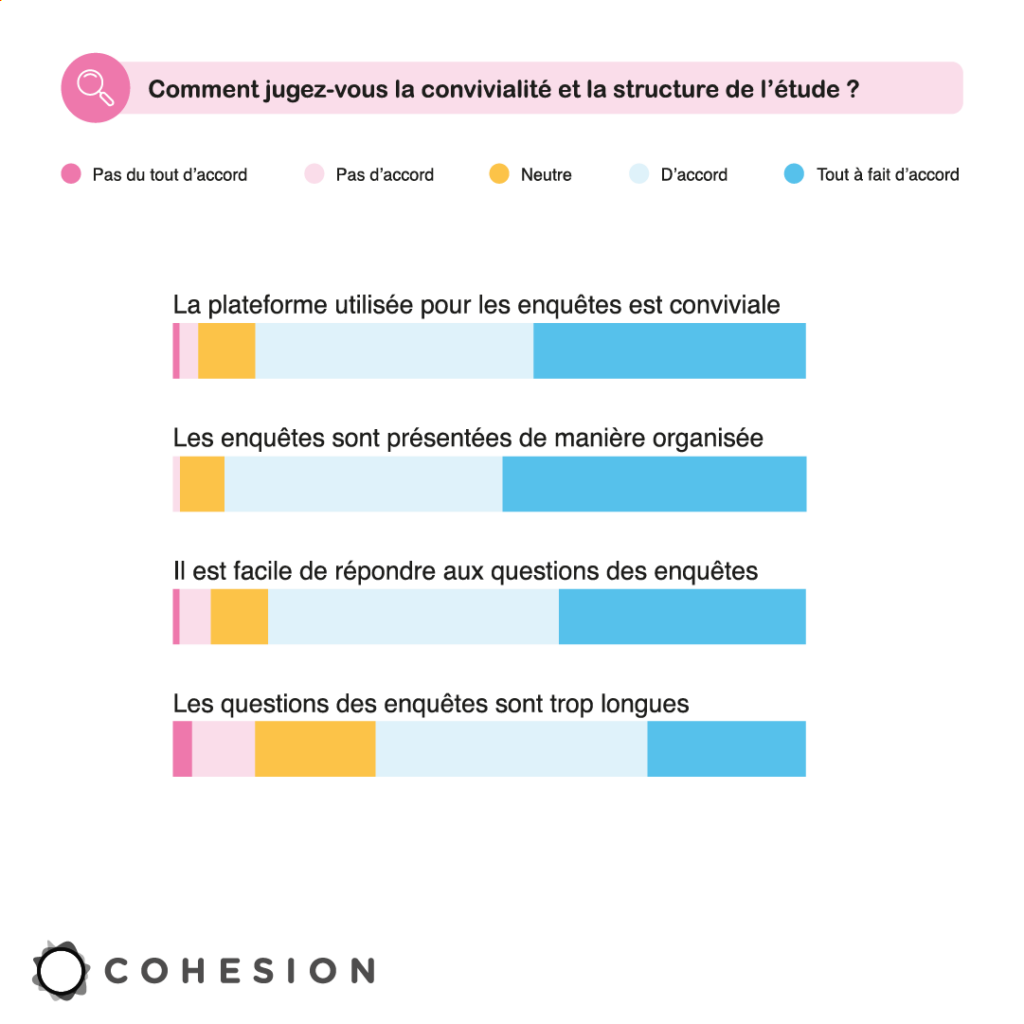 Comment jugez-vous la convivialité et la structure de l’étude ?
Pas du tout d’accord
Pas d’accord
Neutre
D’accord
Tout à fait d’accord
La plateforme utilisée pour les enquêtes est conviviale
Les enquêtes sont présentées de manière organisée
Il est facile de répondre aux questions des enquêtes
Les questions des enquêtes sont trop longues
COHESION